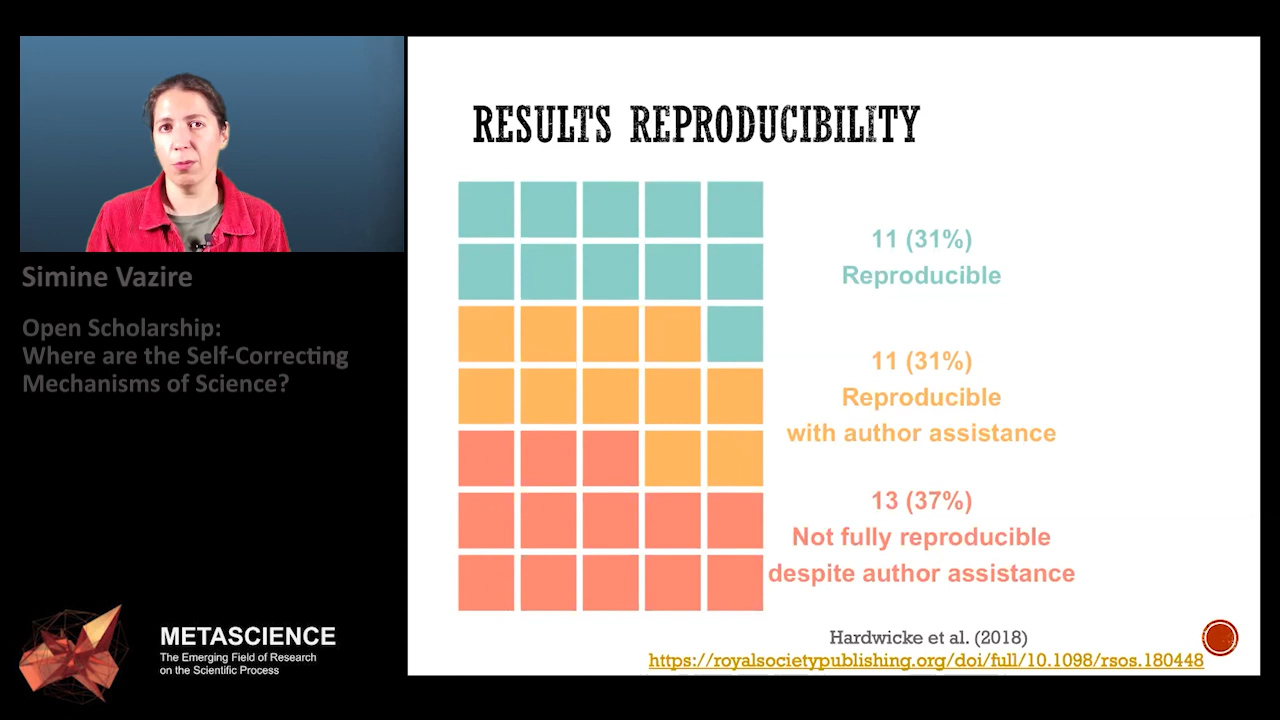 RESULTS REPRODUCIBILITY
11 (31%)
Reproducible
11 (31%)
Reproducible
with author assistance
13 (37%)
Not fully reproducible
despite author assistance
Hardwicke et al. (2018)
https://royalsocietypublishing.org/doi/full/10.1098/rsos.180448
Simine Vazire
Open Scholarship:
Where are the Self-Correcting
Mechanisms of Science?
METASCIENCE
The Emerging Field of Research
on the Scientific Process